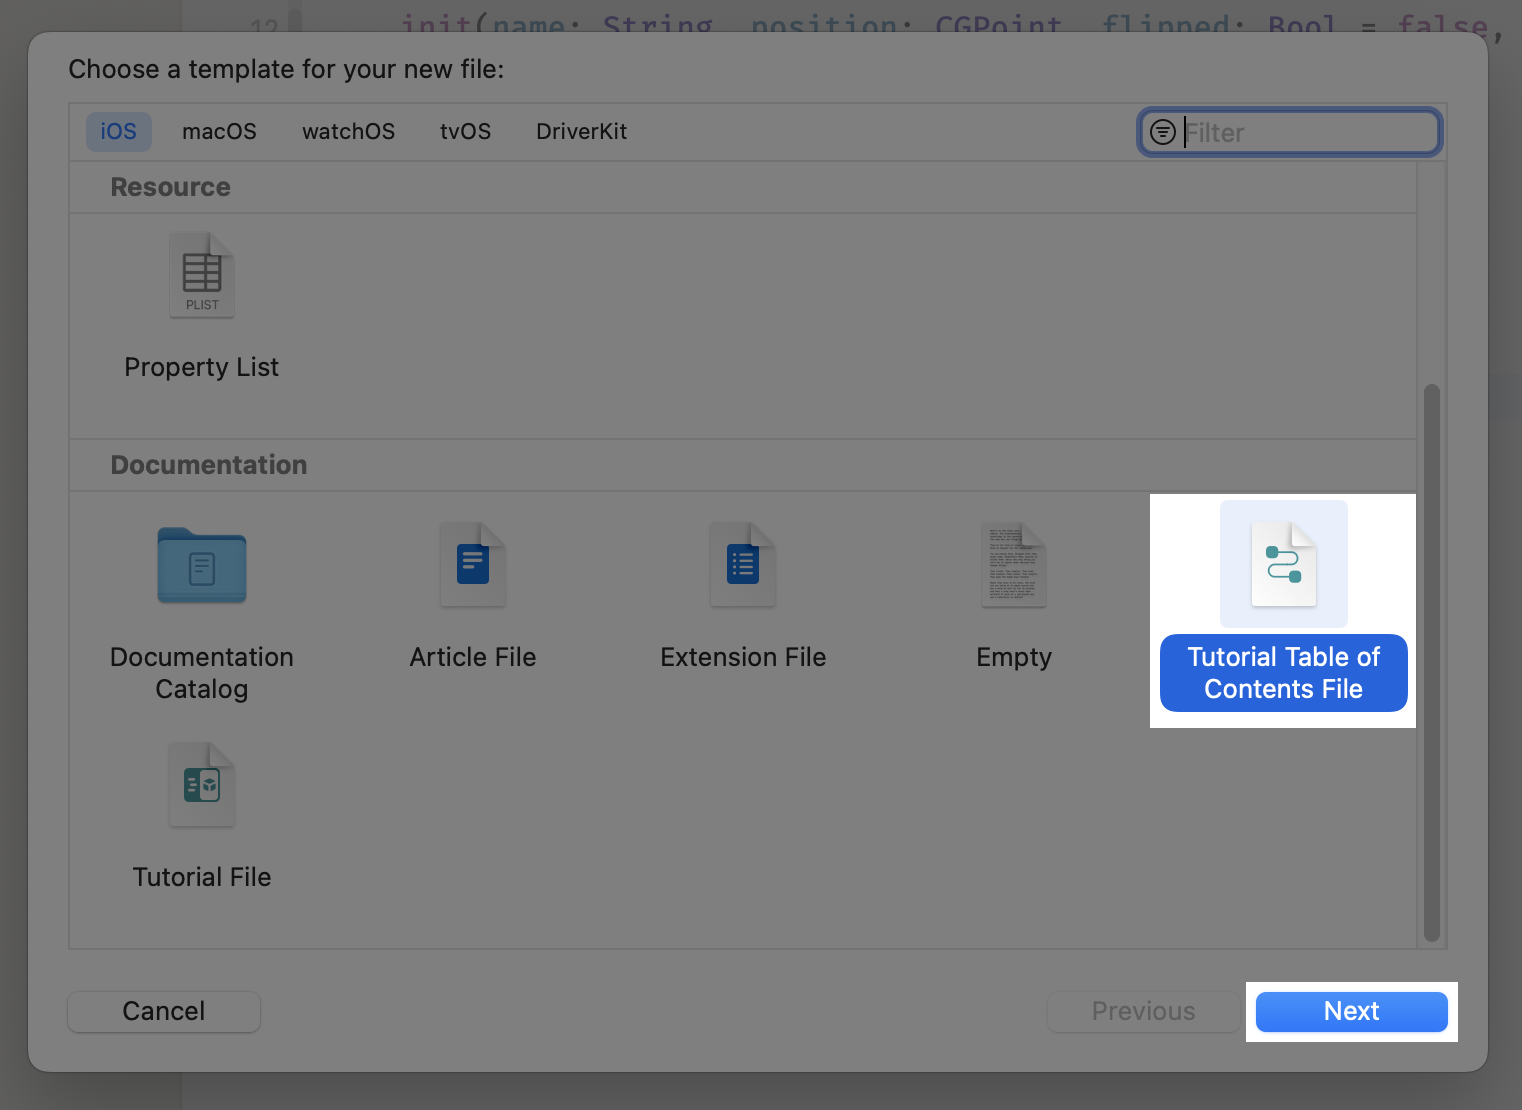 12 init(name: String, position: CGPoint, flipped: Bool = false,
Choose a template for your new file:
iOS macOS watchOS tvOS DriverKit Filter
Resource
PLIST
Property List
Documentation
Documentation
Catalog
Article File
Extension File
Empty
Tutorial Table of
Contents File
Tutorial File
Cancel Previous Next